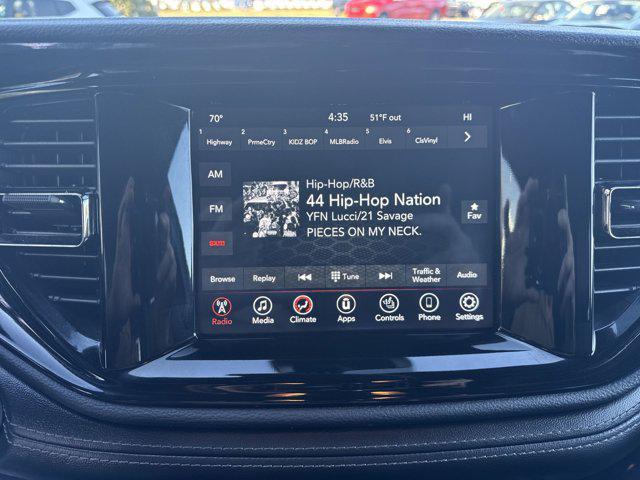 70° 4:35 51°F out HI
1 Highway 2 PrmeCtry 3 KIDZ BOP 4 MLBRadio 5 Elvis 6 ClsVinyl
AM
FM
SXM
Hip-Hop/R&B
44 Hip-Hop Nation
YFN Lucci/21 Savage
PIECES ON MY NECK.
Fav
Browse Replay Tune Traffic & Weather Audio
Radio Media Climate Apps Controls Phone Settings